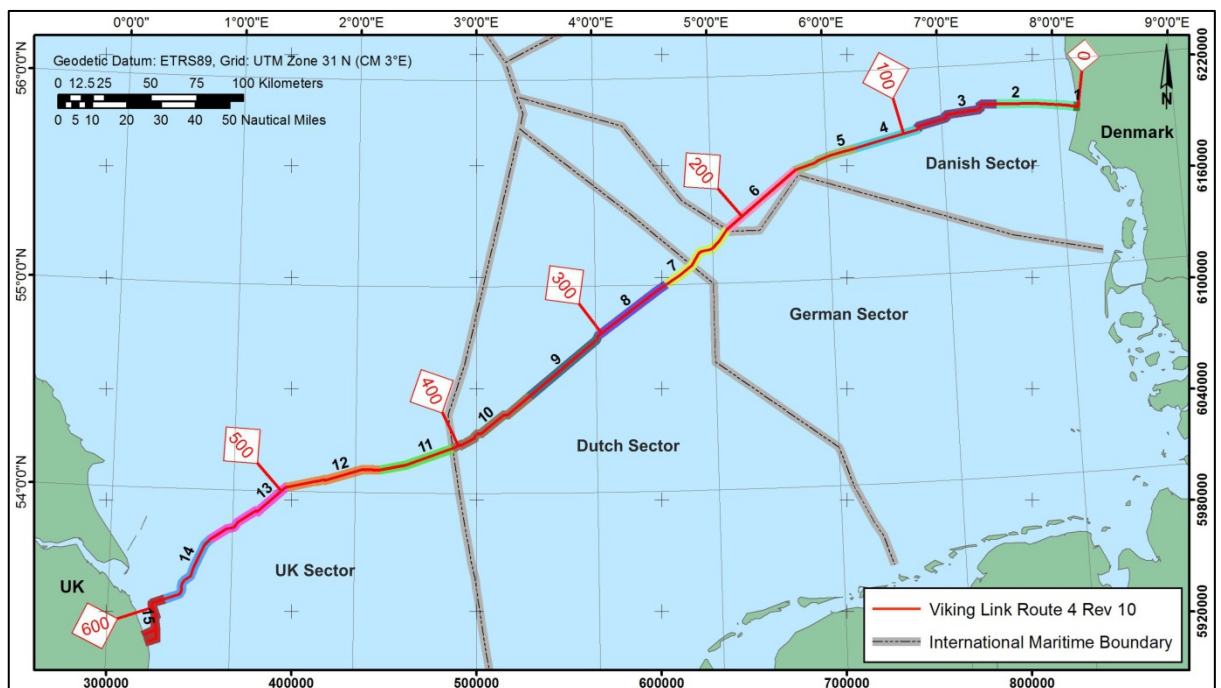 0°0'0" 1°0'0" 2°0'0" 3°0'0" 4°0'0" 5°0'0" 6°0'0" 7°0'0" 8°0'0" 9°0'0"
Geodetic Datum: ETRS89, Grid: UTM Zone 31 N (CM 3°E)
0 12.5 25 50 75 100 Kilometers
0 5 10 20 30 40 50 Nautical Miles
56°0'0"N
55°0'0"N
54°0'0"N
6220000
6160000
6100000
6040000
5980000
5920000
N
0
100
200
300
400
500
600
1
2
3
4
5
6
7
8
9
10
11
12
13
14
15
Denmark
Danish Sector
German Sector
Dutch Sector
UK Sector
UK
Viking Link Route 4 Rev 10
International Maritime Boundary
300000 400000 500000 600000 700000 800000